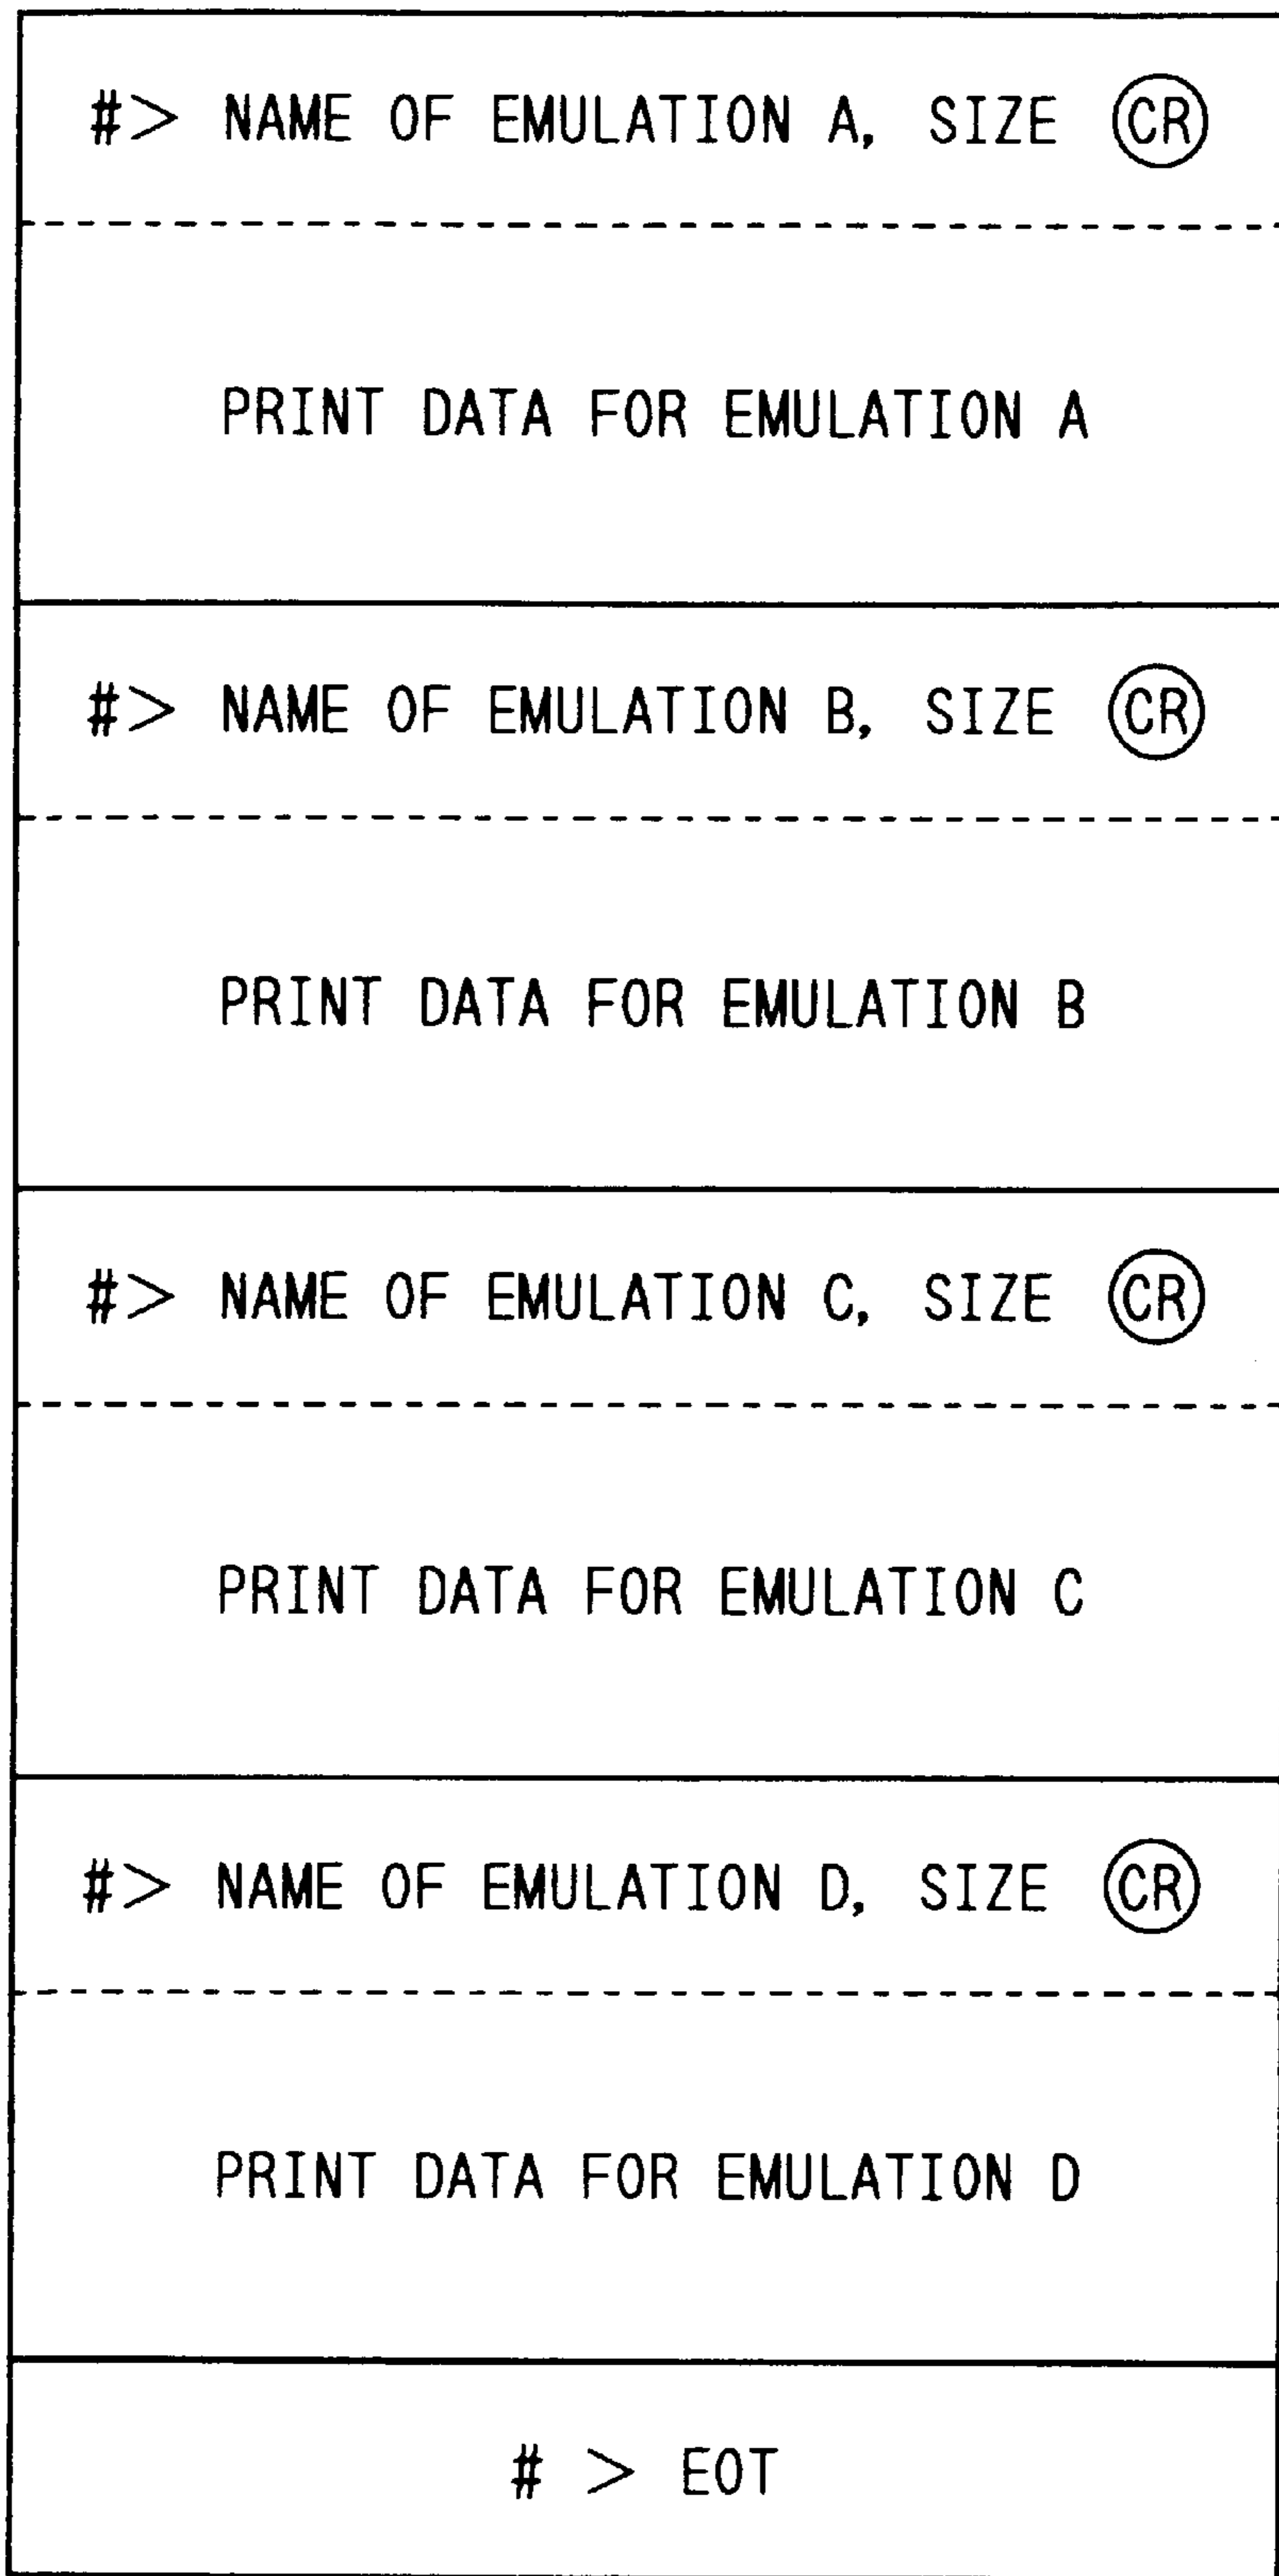 #> NAME OF EMULATION A, SIZE CR
PRINT DATA FOR EMULATION A
#> NAME OF EMULATION B, SIZE CR
PRINT DATA FOR EMULATION B
#> NAME OF EMULATION C, SIZE CR
PRINT DATA FOR EMULATION C
#> NAME OF EMULATION D, SIZE CR
PRINT DATA FOR EMULATION D
# > EOT